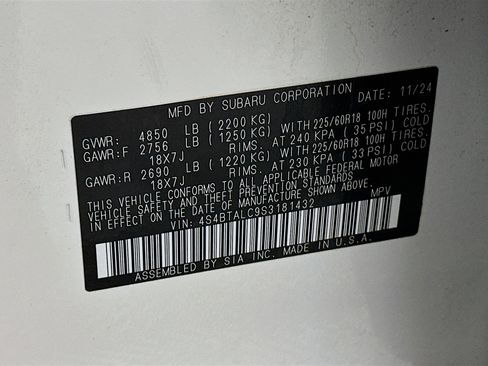 MFD BY SUBARU CORPORATION DATE: 11/24
GVWR: 4850 LB ( 2200 KG)
GAWR:F 2756 LB ( 1250 KG) WITH 225/60R18 100H TIRES.
18X7J RIMS. AT 240 KPA ( 35 PSI) COLD
GAWR:R 2690 LB ( 1220 KG) WITH 225/60R18 100H TIRES.
18X7J RIMS. AT 230 KPA ( 33 PSI) COLD
THIS VEHICLE CONFORMS TO ALL APPLICABLE FEDERAL MOTOR
VEHICLE SAFETY AND THEFT PREVENTION STANDARDS
IN EFFECT ON THE DATE OF MANUFACTURE SHOWN ABOVE.
VIN: 4S4BTALC9S3181432 MPV
ASSEMBLED BY SIA INC. MADE IN U.S.A.